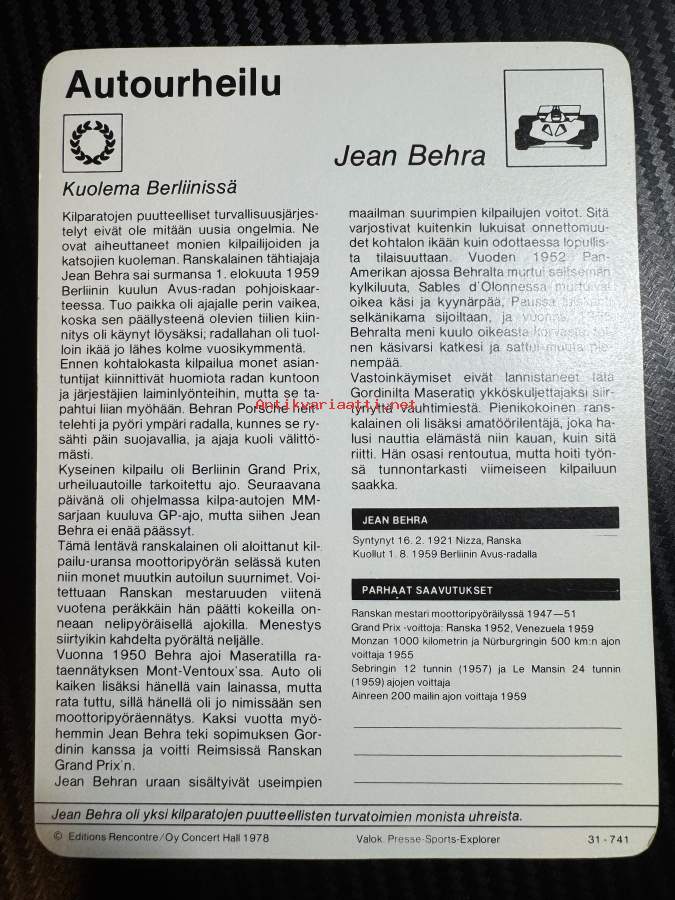 Autourheilu
Jean Behra
Kuolema Berliinissä
Kilparatojen puutteelliset turvallisuusjärjes-
telyt eivät ole mitään uusia ongelmia. Ne
ovat aiheuttaneet monien kilpailijoiden ja
katsojien kuoleman. Ranskalainen tähtiajaja
Jean Behra sai surmansa 1. elokuuta 1959
Berliinin kuulun Avus-radan pohjoiskaar-
teessa. Tuo paikka oli ajajalle perin vaikea,
koska sen päällysteenä olevien tiilien kiin-
nitys oli käynyt löysäksi; radallahan oli tuol-
loin ikää jo lähes kolme vuosikymmentä.
Ennen kohtalokasta kilpailua monet asian-
tuntijat kiinnittivät huomiota radan kuntoon
ja järjestäjien laiminlyönteihin, mutta se ta-
pahtui liian myöhään. Behran Porsche heit-
telehti ja pyöri ympäri radalla, kunnes se ry-
sähti päin suojavallia, ja ajaja kuoli välittö-
mästi.
Kyseinen kilpailu oli Berliinin Grand Prix,
urheiluautoille tarkoitettu ajo. Seuraavana
päivänä oli ohjelmassa kilpa-autojen MM-
sarjaan kuuluva GP-ajo, mutta siihen Jean
Behra ei enää päässyt.
Tämä lentävä ranskalainen oli aloittanut kil-
pailu-uransa moottoripyörän selässä kuten
niin monet muutkin autoilun suurnimet. Voi-
tettuaan Ranskan mestaruuden viitenä
vuotena peräkkäin hän päätti kokeilla on-
neaan nelipyöräisellä ajokilla. Menestys
siirtyikin kahdelta pyörältä neljälle.
Vuonna 1950 Behra ajoi Maseratilla ra-
taennätyksen Mont-Ventoux'ssa. Auto oli
kaiken lisäksi hänellä vain lainassa, mutta
rata tuttu, sillä hänellä oli jo nimissään sen
moottoripyöräennätys. Kaksi vuotta myö-
hemmin Jean Behra teki sopimuksen Gor-
dinin kanssa ja voitti Reimsissä Ranskan
Grand Prix'n.
Jean Behran uraan sisältyivät useimpien
maailman suurimpien kilpailujen voitot. Sitä
varjostivat kuitenkin lukuisat onnettomuu-
det kohtalon ikään kuin odottaessa lopullis-
ta tilaisuuttaan. Vuoden 1952 Pan-
Amerikan ajossa Behralta murtui seitsemän
kylkiluuta, Sables d'Olonnessa murtuivat
oikea käsi ja kyynärpää, Paussa
selkänikama sijoiltaan, ja vuonna
Behralta meni kuulo oikeasta korvasta,
nen käsivarsi katkesi ja sattui muuta pie-
nempää.
Vastoinkäymiset eivät lannistaneet tätä
Gordinilta Maseratin ykköskuljettajaksi siir-
tynyttä vauhtimiestä. Pienikokoinen rans-
kalainen oli lisäksi amatöörilentäjä, joka ha-
lusi nauttia elämästä niin kauan, kuin sitä
riitti. Hän osasi rentoutua, mutta hoiti työn-
sä tunnontarkasti viimeiseen kilpailuun
saakka.
Antikvariaatti.net
JEAN BEHRA
Syntynyt 16. 2. 1921 Nizza, Ranska
Kuollut 1. 8. 1959 Berliinin Avus-radalla
PARHAAT SAAVUTUKSET
Ranskan mestari moottoripyöräilyssä 1947—51
Grand Prix -voittoja: Ranska 1952, Venezuela 1959
Monzan 1000 kilometrin ja Nürburgringin 500 km:n ajon
voittaja 1955
Sebringin 12 tunnin (1957) ja Le Mansin 24 tunnin
(1959) ajojen voittaja
Ainreen 200 mailin ajon voittaja 1959
Jean Behra oli yksi kilparatojen puutteellisten turvatoimien monista uhreista.
© Editions Rencontre/Oy Concert Hall 1978
Valok. Presse-Sports-Explorer
31 - 741